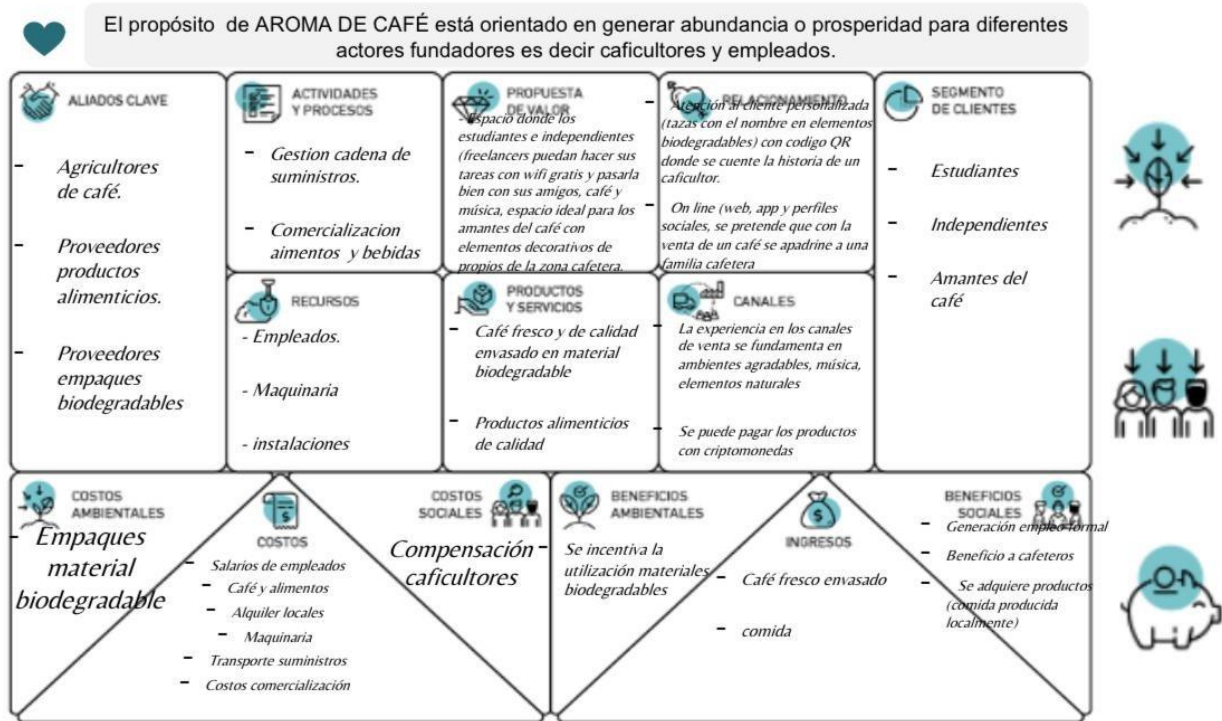 El propósito de AROMA DE CAFÉ está orientado en generar abundancia o prosperidad para diferentes
actores fundadores es decir caficultores y empleados.
ALIADOS CLAVE
- Agricultores
de café.
- Proveedores
productos
alimenticios.
- Proveedores
empaques
biodegradables
ACTIVIDADES
Y PROCESOS
- Gestion cadena de
suministros.
- Comercializacion
aimentos y bebidas
RECURSOS
- Empleados.
- Maquinaria
- instalaciones
PROPUESTA
DE VALOR
- Espacio donde los
estudiantes e independientes
(freelancers puedan hacer sus
tareas con wifi gratis y pasarla
bien con sus amigos, café y
música, espacio ideal para los
amantes del café con
elementos decorativos de
propios de la zona cafetera.
PRODUCTOS
Y SERVICIOS
- Café fresco y de calidad
envasado en material
biodegradable
- Productos alimenticios
de calidad
RELACIONAMIENTO
- Atención al cliente personalizada
(tazas con el nombre en elementos
biodegradables) con codigo QR
donde se cuente la historia de un
caficultor.
- On line (web, app y perfiles
sociales, se pretende que con la
venta de un café se apadrine a una
familia cafetera
CANALES
- La experiencia en los canales
de venta se fundamenta en
ambientes agradables, música,
elementos naturales
- Se puede pagar los productos
con criptomonedas
SEGMENTO
DE CLIENTES
- Estudiantes
- Independientes
- Amantes del
café
COSTOS
AMBIENTALES
- Empaques
material
biodegradable
COSTOS
- Salarios de empleados
- Café y alimentos
- Alquiler locales
- Maquinaria
- Transporte suministros
- Costos comercialización
COSTOS
SOCIALES
Compensación
caficultores
BENEFICIOS
AMBIENTALES
- Se incentiva la
utilización materiales
biodegradables
INGRESOS
- Café fresco envasado
- comida
BENEFICIOS
SOCIALES
- Generación empleo formal
- Beneficio a cafeteros
- Se adquiere productos
(comida producida
localmente)